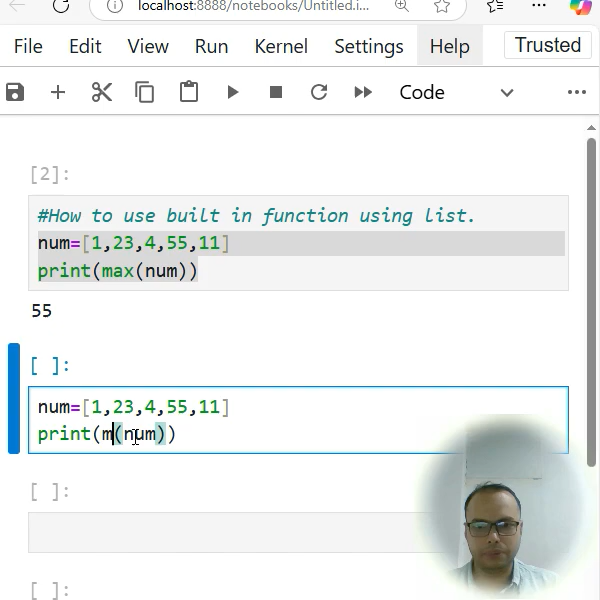 localhost:8888/notebooks/Untitled.i...
File Edit View Run Kernel Settings Help Trusted
Code
[2]:
#How to use built in function using list.
num=[1,23,4,55,11]
print(max(num))
55
[ ]:
num=[1,23,4,55,11]
print(m(num))
[ ]:
[ ]: